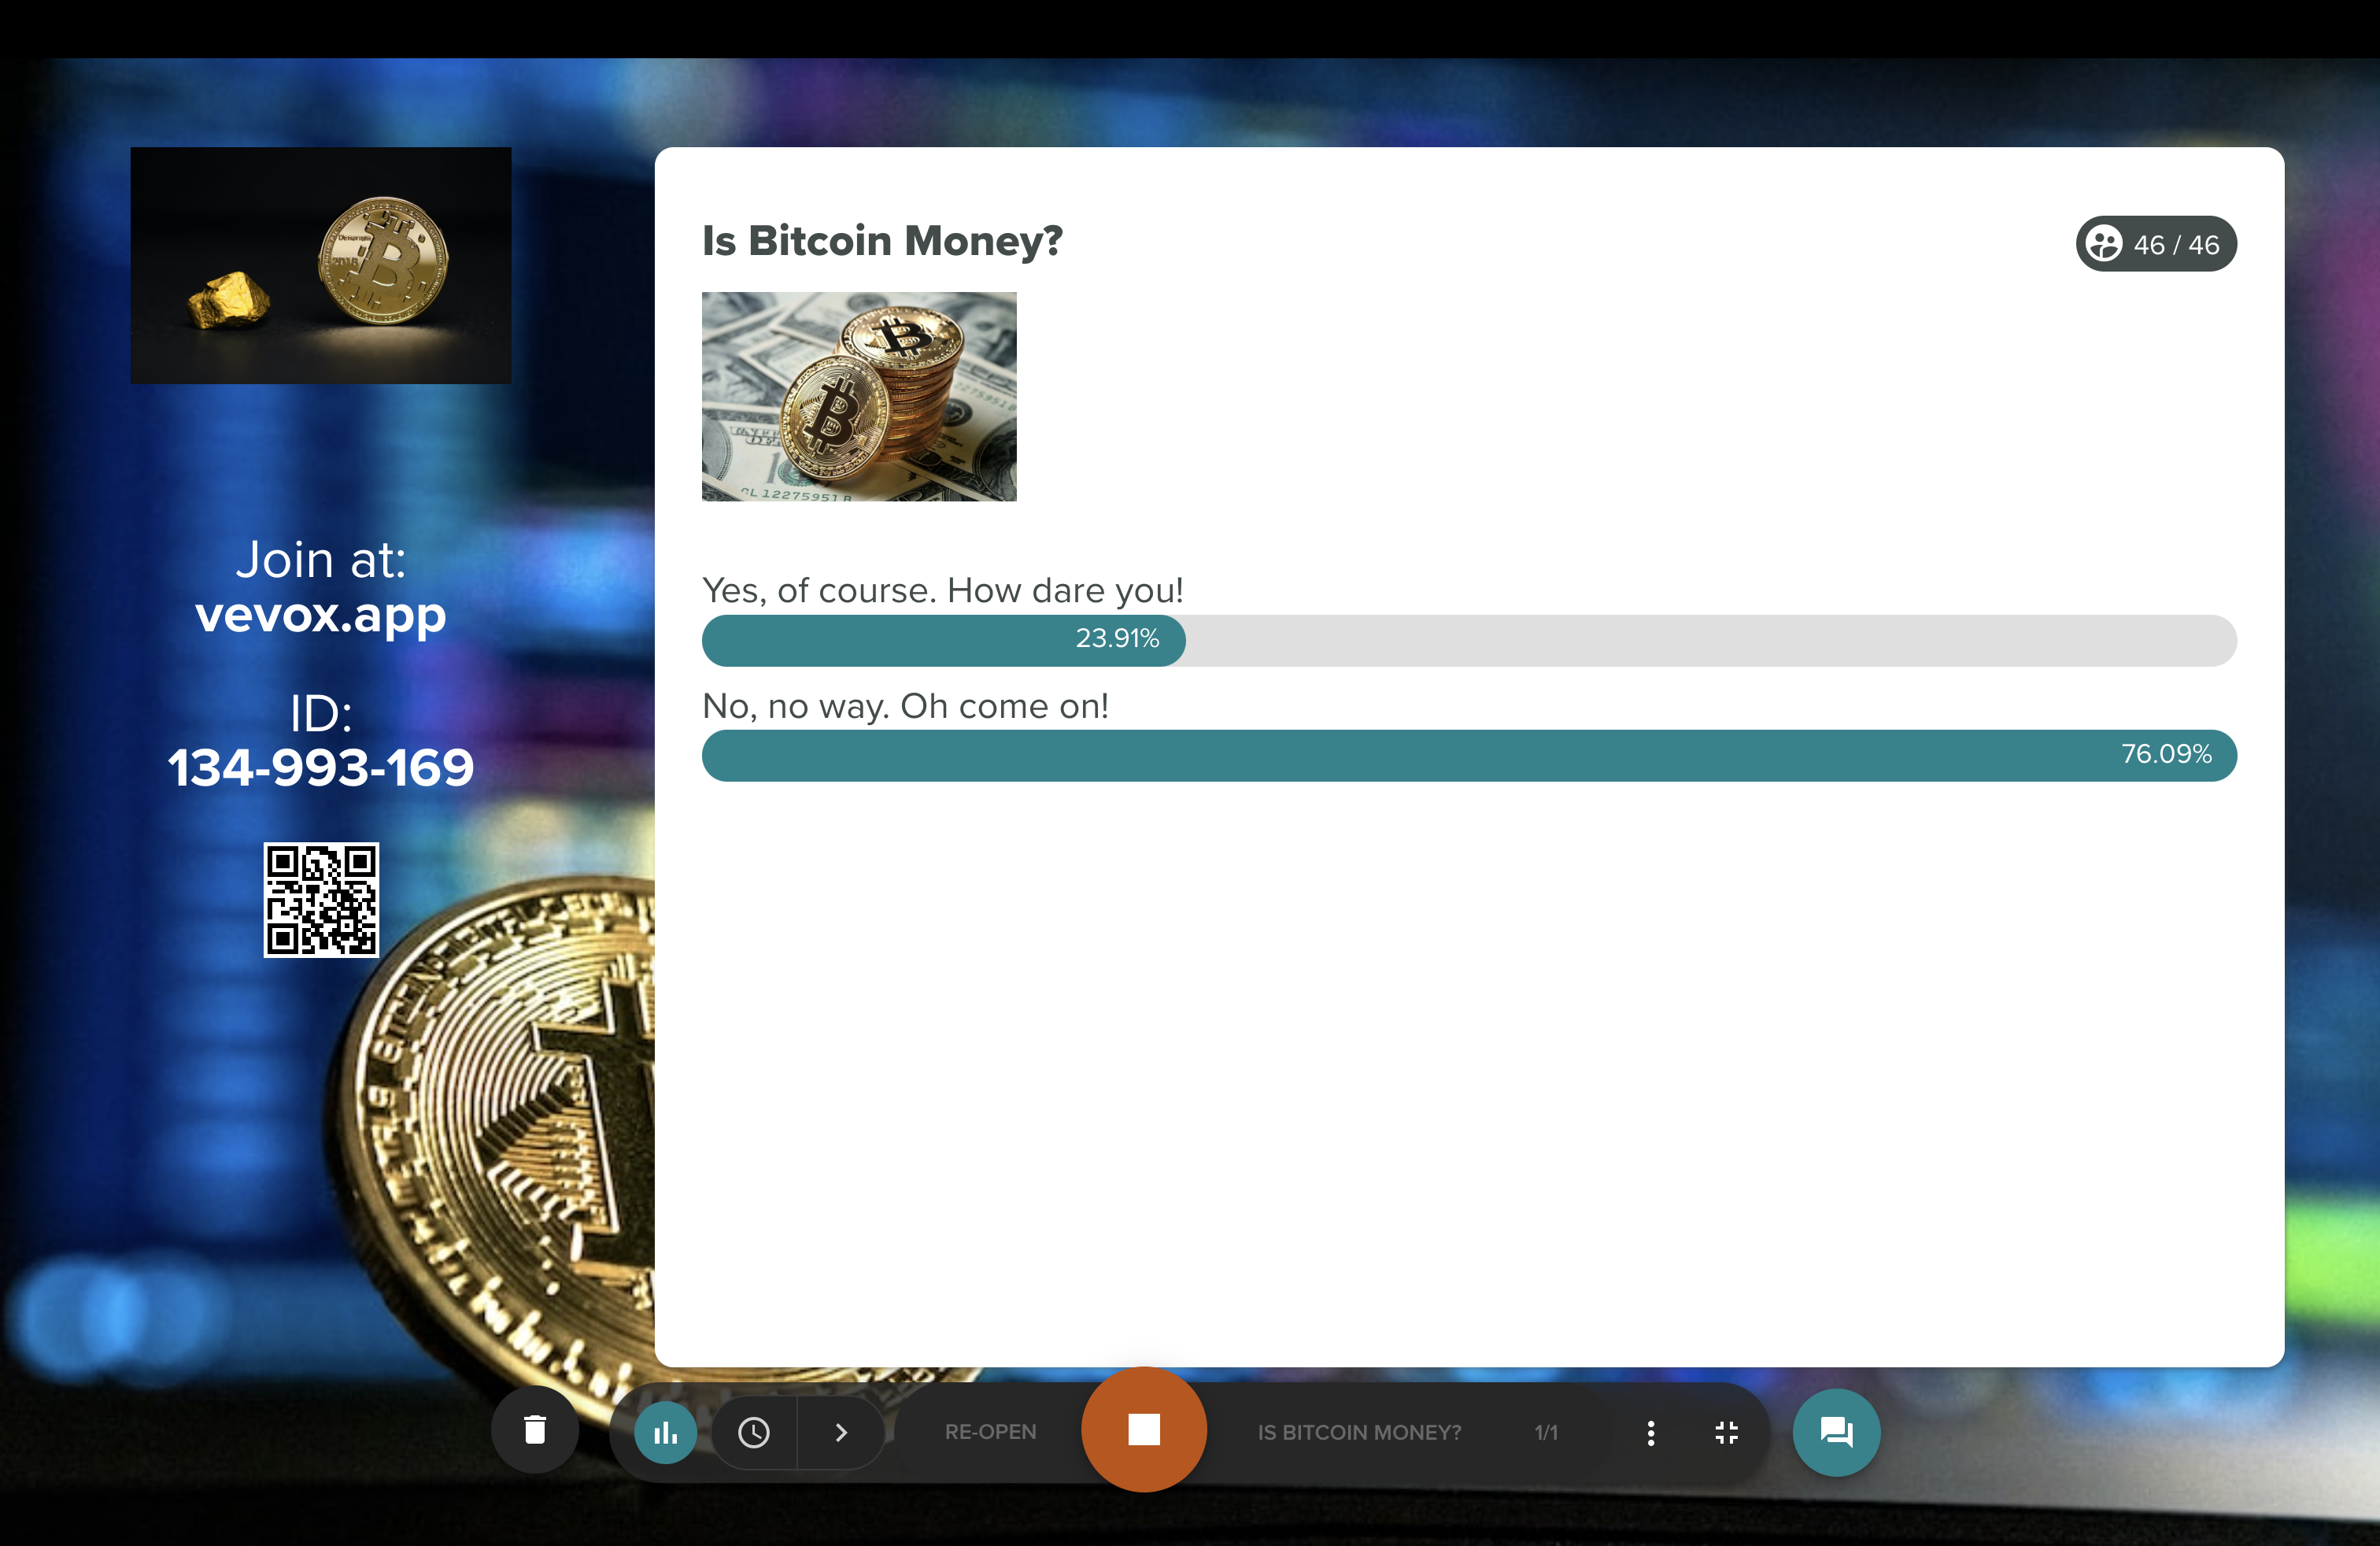 Join at:
vevox.app
ID:
134-993-169
Is Bitcoin Money?
46 / 46
Yes, of course. How dare you!
23.91%
No, no way. Oh come on!
76.09%
RE-OPEN
IS BITCOIN MONEY?
1/1